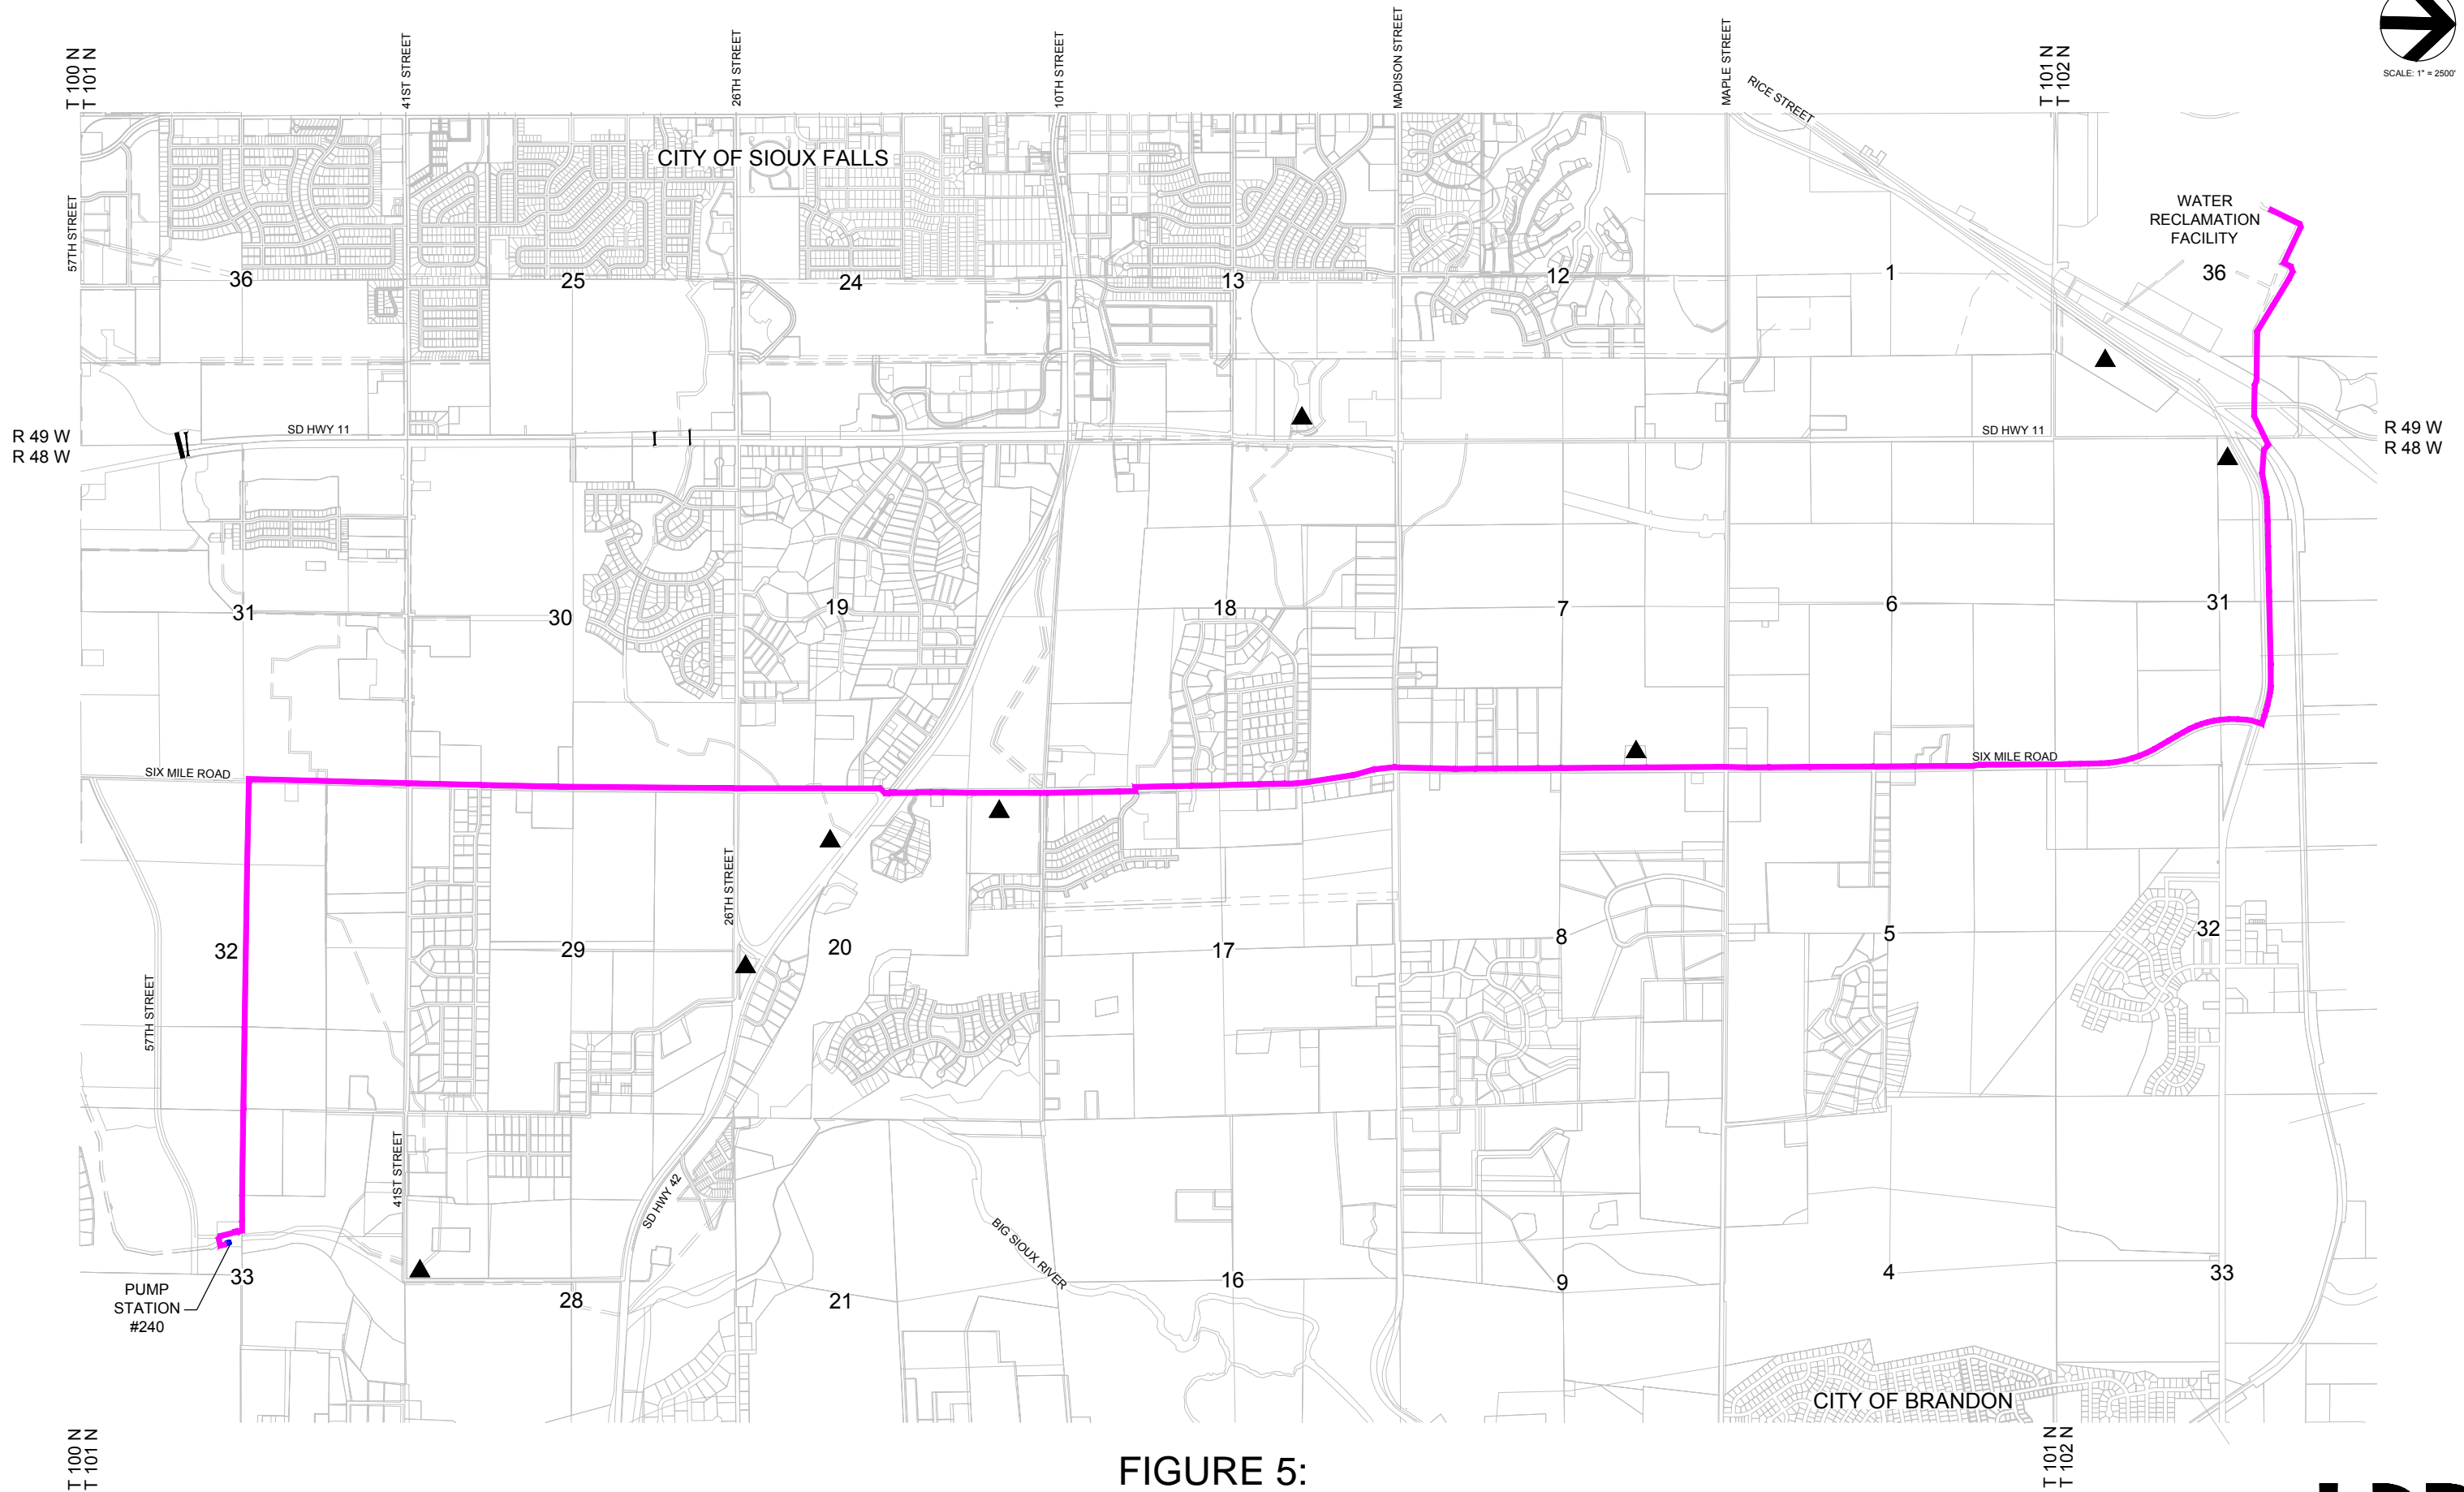 T 100 N
T 101 N
41ST STREET
26TH STREET
10TH STREET
MADISON STREET
MAPLE STREET
T 101 N
T 102 N
SCALE: 1" = 2500'
RICE STREET
CITY OF SIOUX FALLS
57TH STREET
WATER
RECLAMATION
FACILITY
36
25
24
13
12
1
36
R 49 W
R 48 W
SD HWY 11
SD HWY 11
R 49 W
R 48 W
31
30
19
18
7
6
31
SIX MILE ROAD
SIX MILE ROAD
26TH STREET
32
29
20
17
8
5
32
57TH STREET
41ST STREET
SD HWY 42
BIG SIOUX RIVER
PUMP
STATION
#240
33
28
21
16
9
4
33
CITY OF BRANDON
T 100 N
T 101 N
T 101 N
T 102 N
FIGURE 5: